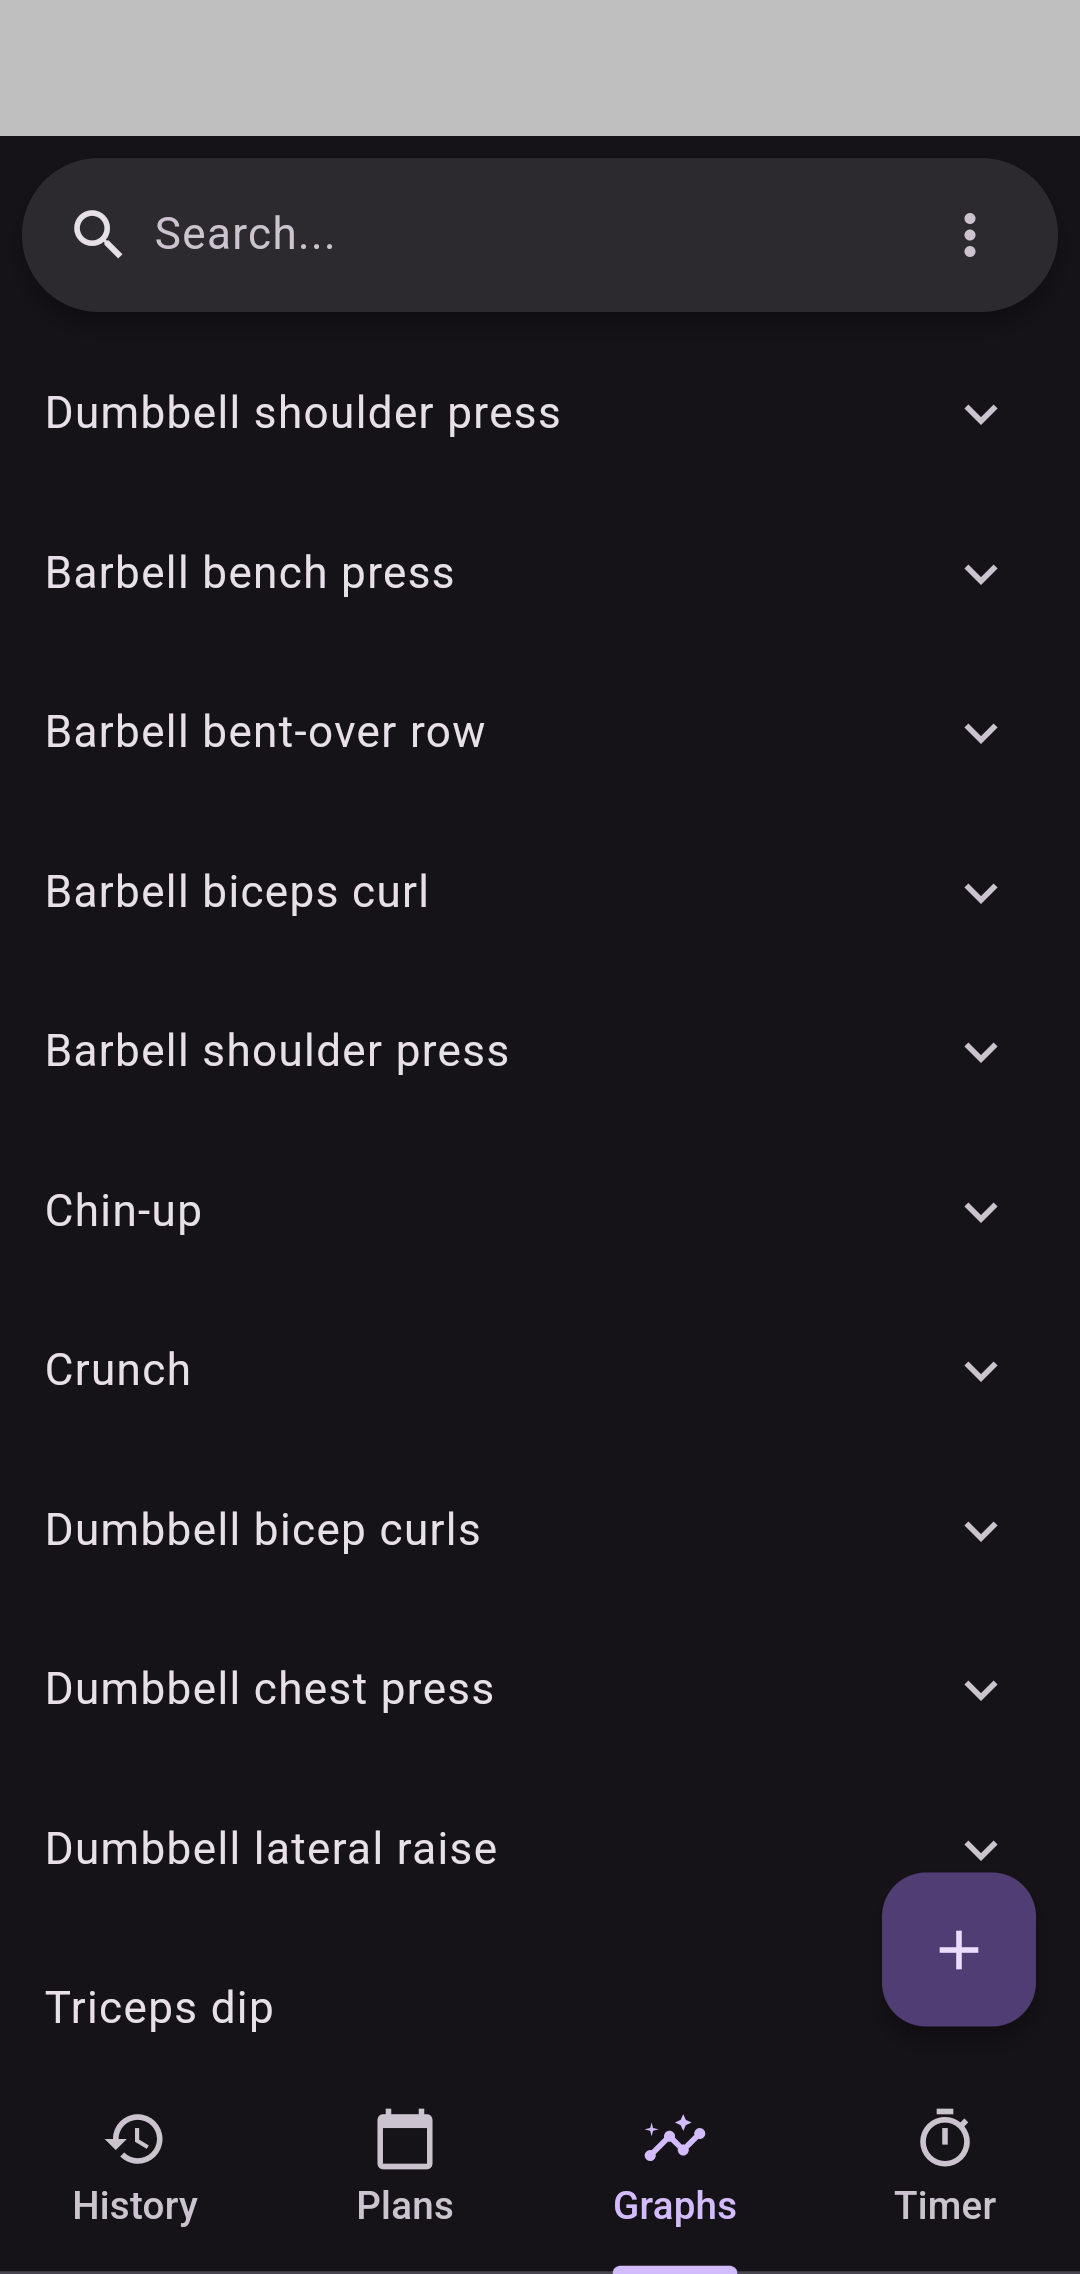 Search...
Dumbbell shoulder press
Barbell bench press
Barbell bent-over row
Barbell biceps curl
Barbell shoulder press
Chin-up
Crunch
Dumbbell bicep curls
Dumbbell chest press
Dumbbell lateral raise
Triceps dip
History
Plans
Graphs
Timer